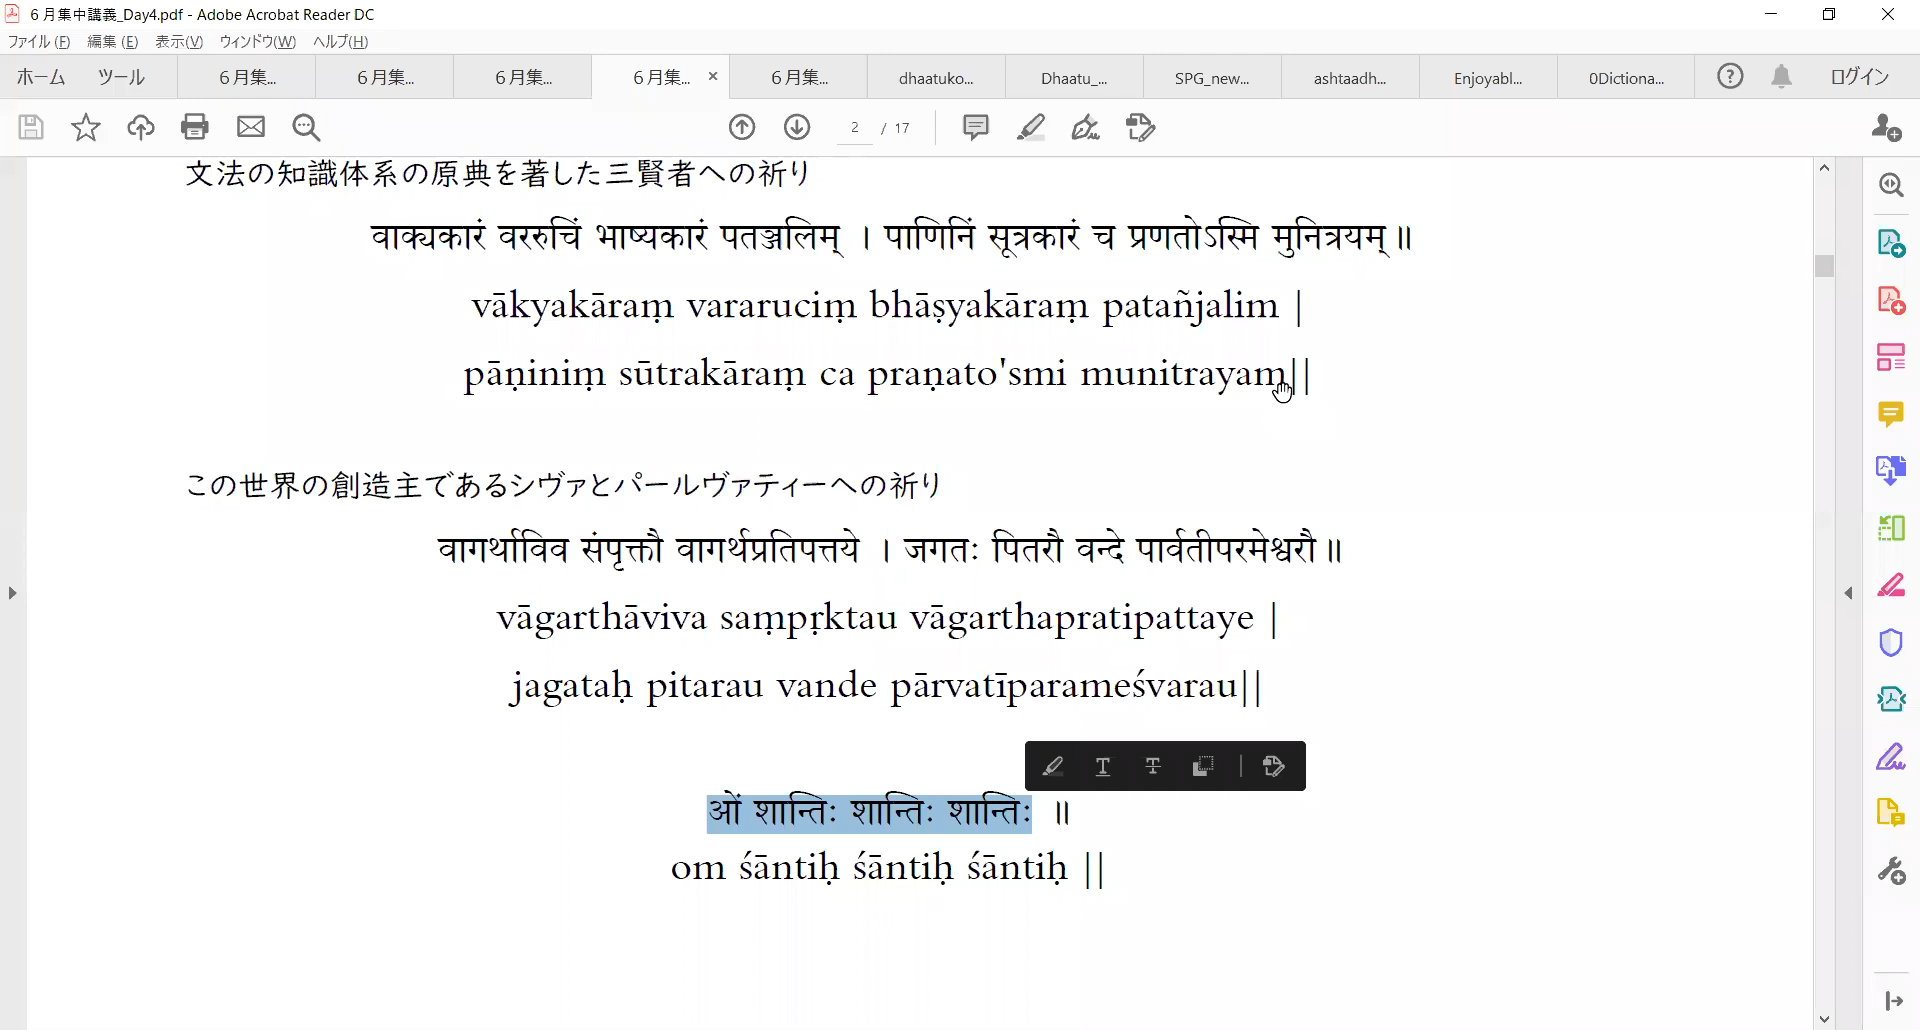 6 月集中講義_Day4.pdf - Adobe Acrobat Reader DC
ファイル(F) 編集(E) 表示(V) ウィンドウ(W) ヘルプ(H)
ホーム ツール 6月集... 6月集... 6月集... 6月集... × 6月集... dhaatuko... Dhaatu_... SPG_new... ashtaadh... Enjoyabl... 0Dictiona... ログイン
2 / 17
文法の知識体系の原典を著した三賢者への祈り
वाक्यकारं वररुचिं भाष्यकारं पतञ्जलिम् । पाणिनिं सूत्रकारं च प्रणतोऽस्मि मुनित्रयम्॥
vākyakāraṃ vararuciṃ bhāṣyakāraṃ patañjalim |
pāṇiniṃ sūtrakāraṃ ca praṇato'smi munitrayam||
この世界の創造主であるシヴァとパールヴァティーへの祈り
वागर्थाविव संपृक्तौ वागर्थप्रतिपत्तये । जगतः पितरौ वन्दे पार्वतीपरमेश्वरौ॥
vāgarthāviva saṃpṛktau vāgarthapratipattaye |
jagataḥ pitarau vande pārvatīparameśvarau||
ओं शान्तिः शान्तिः शान्तिः ॥
om śāntiḥ śāntiḥ śāntiḥ ||